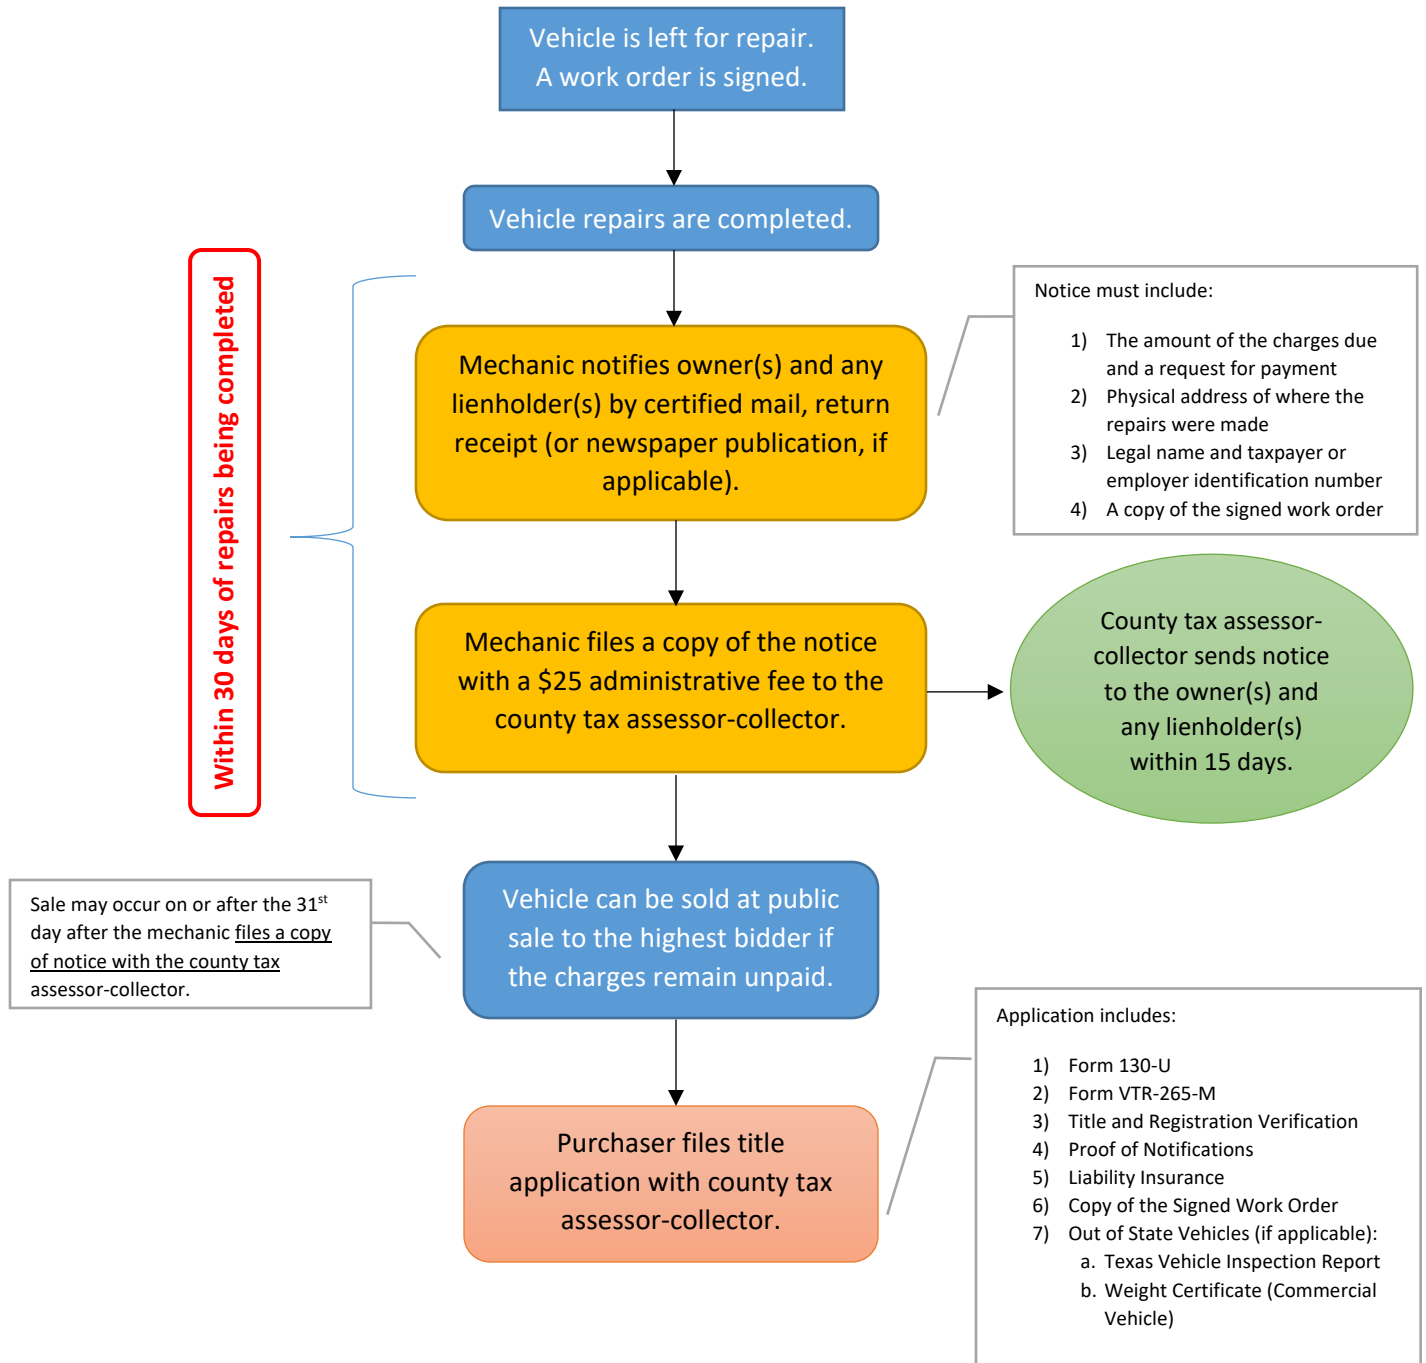 Vehicle is left for repair.
A work order is signed.
Vehicle repairs are completed.
Within 30 days of repairs being completed
Mechanic notifies owner(s) and any
lienholder(s) by certified mail, return
receipt (or newspaper publication, if
applicable).
Notice must include:
1) The amount of the charges due
and a request for payment
2) Physical address of where the
repairs were made
3) Legal name and taxpayer or
employer identification number
4) A copy of the signed work order
Mechanic files a copy of the notice
with a $25 administrative fee to the
county tax assessor-collector.
County tax assessor-
collector sends notice
to the owner(s) and
any lienholder(s)
within 15 days.
Vehicle can be sold at public
sale to the highest bidder if
the charges remain unpaid.
Sale may occur on or after the 31st
day after the mechanic files a copy
of notice with the county tax
assessor-collector.
Purchaser files title
application with county tax
assessor-collector.
Application includes:
1) Form 130-U
2) Form VTR-265-M
3) Title and Registration Verification
4) Proof of Notifications
5) Liability Insurance
6) Copy of the Signed Work Order
7) Out of State Vehicles (if applicable):
a. Texas Vehicle Inspection Report
b. Weight Certificate (Commercial
Vehicle)